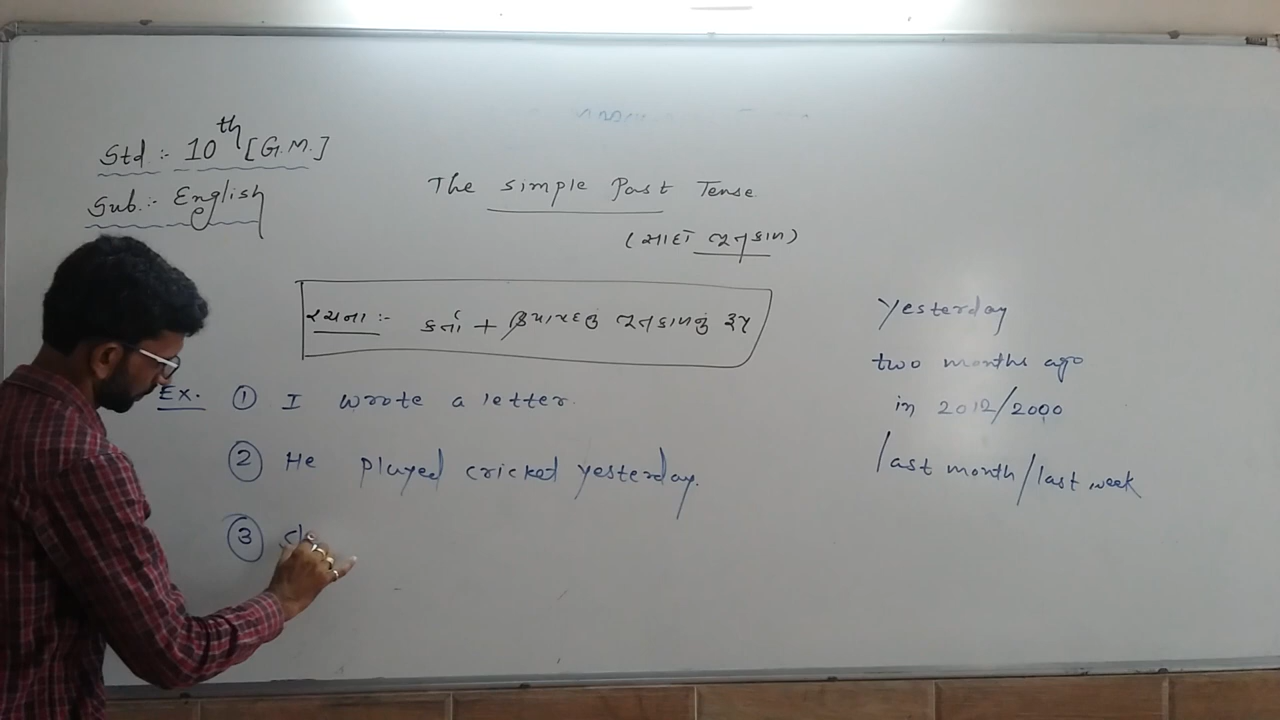 Std :- 10th [G.M.]
Sub :- English
The simple Past Tense
(સાદો ભૂતકાળ)
રચના :- કર્તા + ક્રિયાપદનું ભૂતકાળનું રૂપ
Ex. ① I wrote a letter.
② He played cricket yesterday.
③
yesterday
two months ago
in 2012/2000
last month/last week